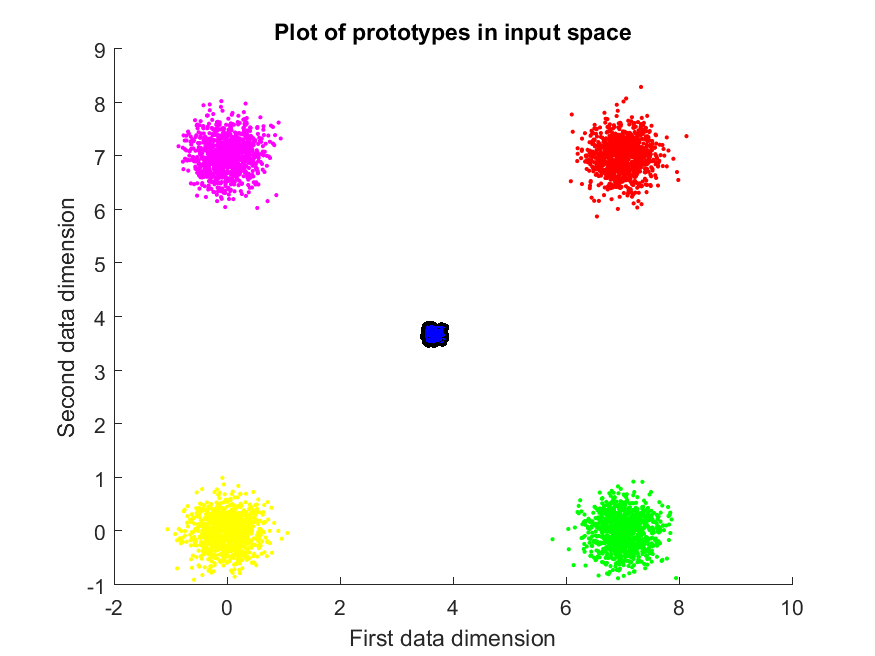 Plot of prototypes in input space
9
8
7
6
5
4
3
2
1
0
-1
Second data dimension
-2 0 2 4 6 8 10
First data dimension